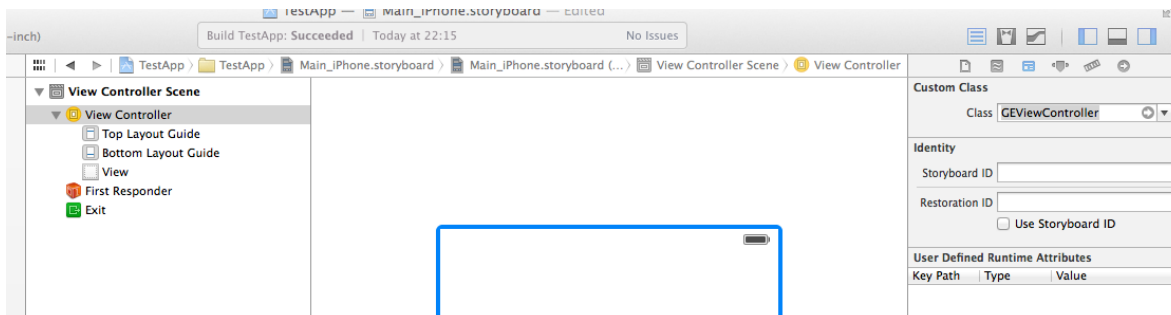 TestApp — Main_iPhone.storyboard — Edited
-inch)
Build TestApp: Succeeded | Today at 22:15 No Issues
TestApp 〉 TestApp 〉 Main_iPhone.storyboard 〉 Main_iPhone.storyboard (...) 〉 View Controller Scene 〉 View Controller
View Controller Scene
View Controller
Top Layout Guide
Bottom Layout Guide
View
First Responder
Exit
Custom Class
Class GEViewController
Identity
Storyboard ID
Restoration ID
Use Storyboard ID
User Defined Runtime Attributes
Key Path Type Value